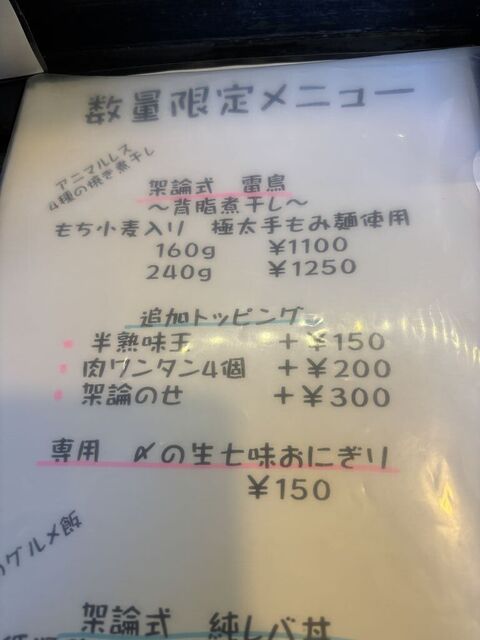 数量限定メニュー
アニマルレス
4種の焼き煮干し
架論式 雷鳥
～背脂煮干し～
もち小麦入り 極太手もみ麺使用
160g ¥1100
240g ¥1250
追加トッピング
半熟味玉 +¥150
肉ワンタン4個 +¥200
架論のせ +¥300
専用 〆の生七味おにぎり
¥150
のグルメ飯
架論式 純レバ丼